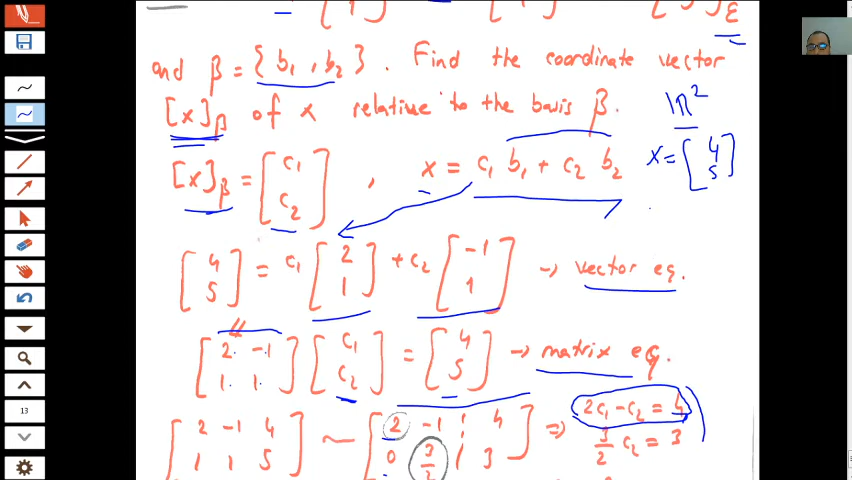 ε
and β = { b₁ , b₂ } . Find the coordinate vector
[x]_β of x relative to the basis β. ℝ²
[x]_β = [c₁ c₂] , x = c₁ b₁ + c₂ b₂ x = [4 5]
[4 5] = c₁ [2 1] + c₂ [-1 1] → vector eq.
[2 -1 1 1] [c₁ c₂] = [4 5] → matrix eq.
[2 -1 4 1 1 5] ~ [2 -1 4 0 3/2 3] ⇒ 2c₁ - c₂ = 4
3/2 c₂ = 3
13